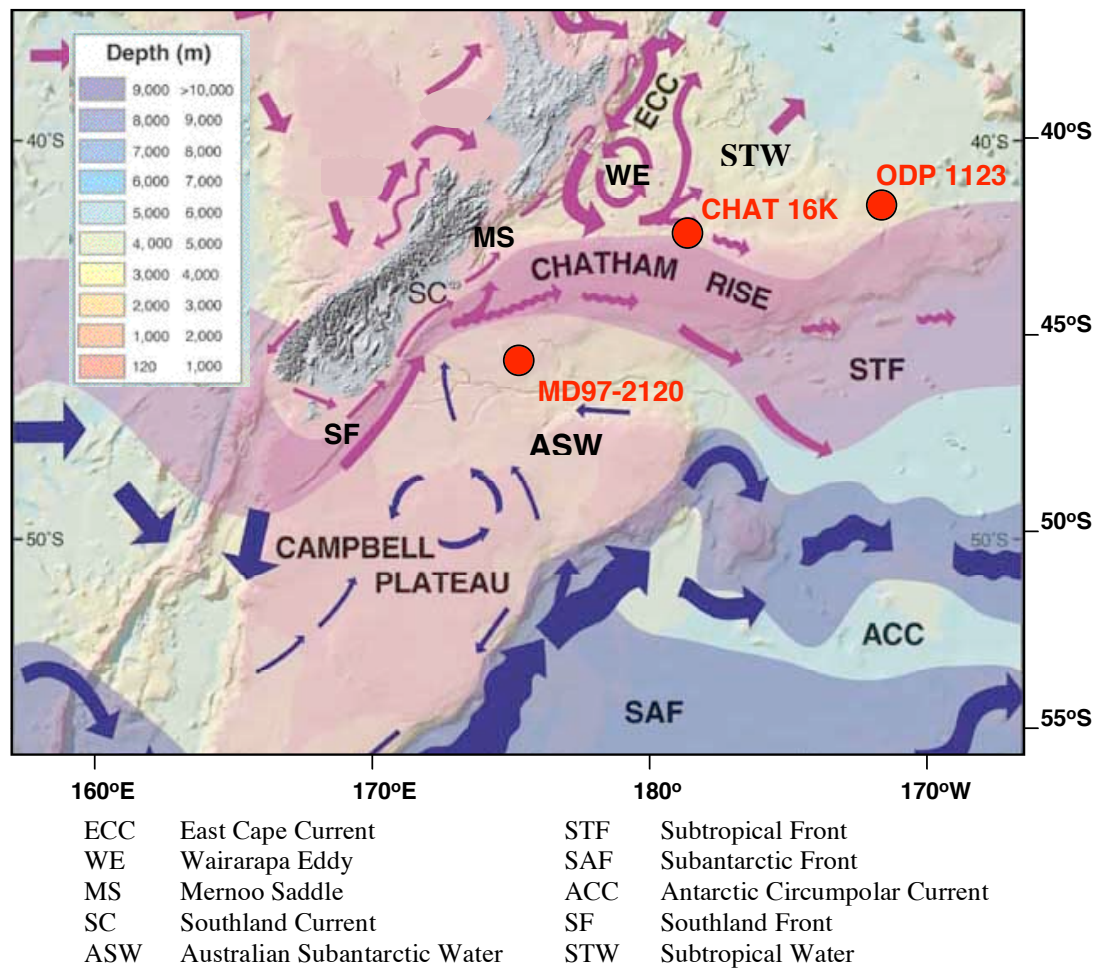 Depth (m)
9,000 >10,000
8,000 9,000
7,000 8,000
6,000 7,000
5,000 6,000
4,000 5,000
3,000 4,000
2,000 3,000
1,000 2,000
120 1,000
40°S
40°S
40°S
ECC
STW
WE
ODP 1123
CHAT 16K
MS
CHATHAM RISE
SC
45°S
STF
MD97-2120
SF
ASW
50°S
50°S
50°S
CAMPBELL
PLATEAU
ACC
SAF
55°S
160°E 170°E 180° 170°W
ECC East Cape Current STF Subtropical Front
WE Wairarapa Eddy SAF Subantarctic Front
MS Mernoo Saddle ACC Antarctic Circumpolar Current
SC Southland Current SF Southland Front
ASW Australian Subantarctic Water STW Subtropical Water